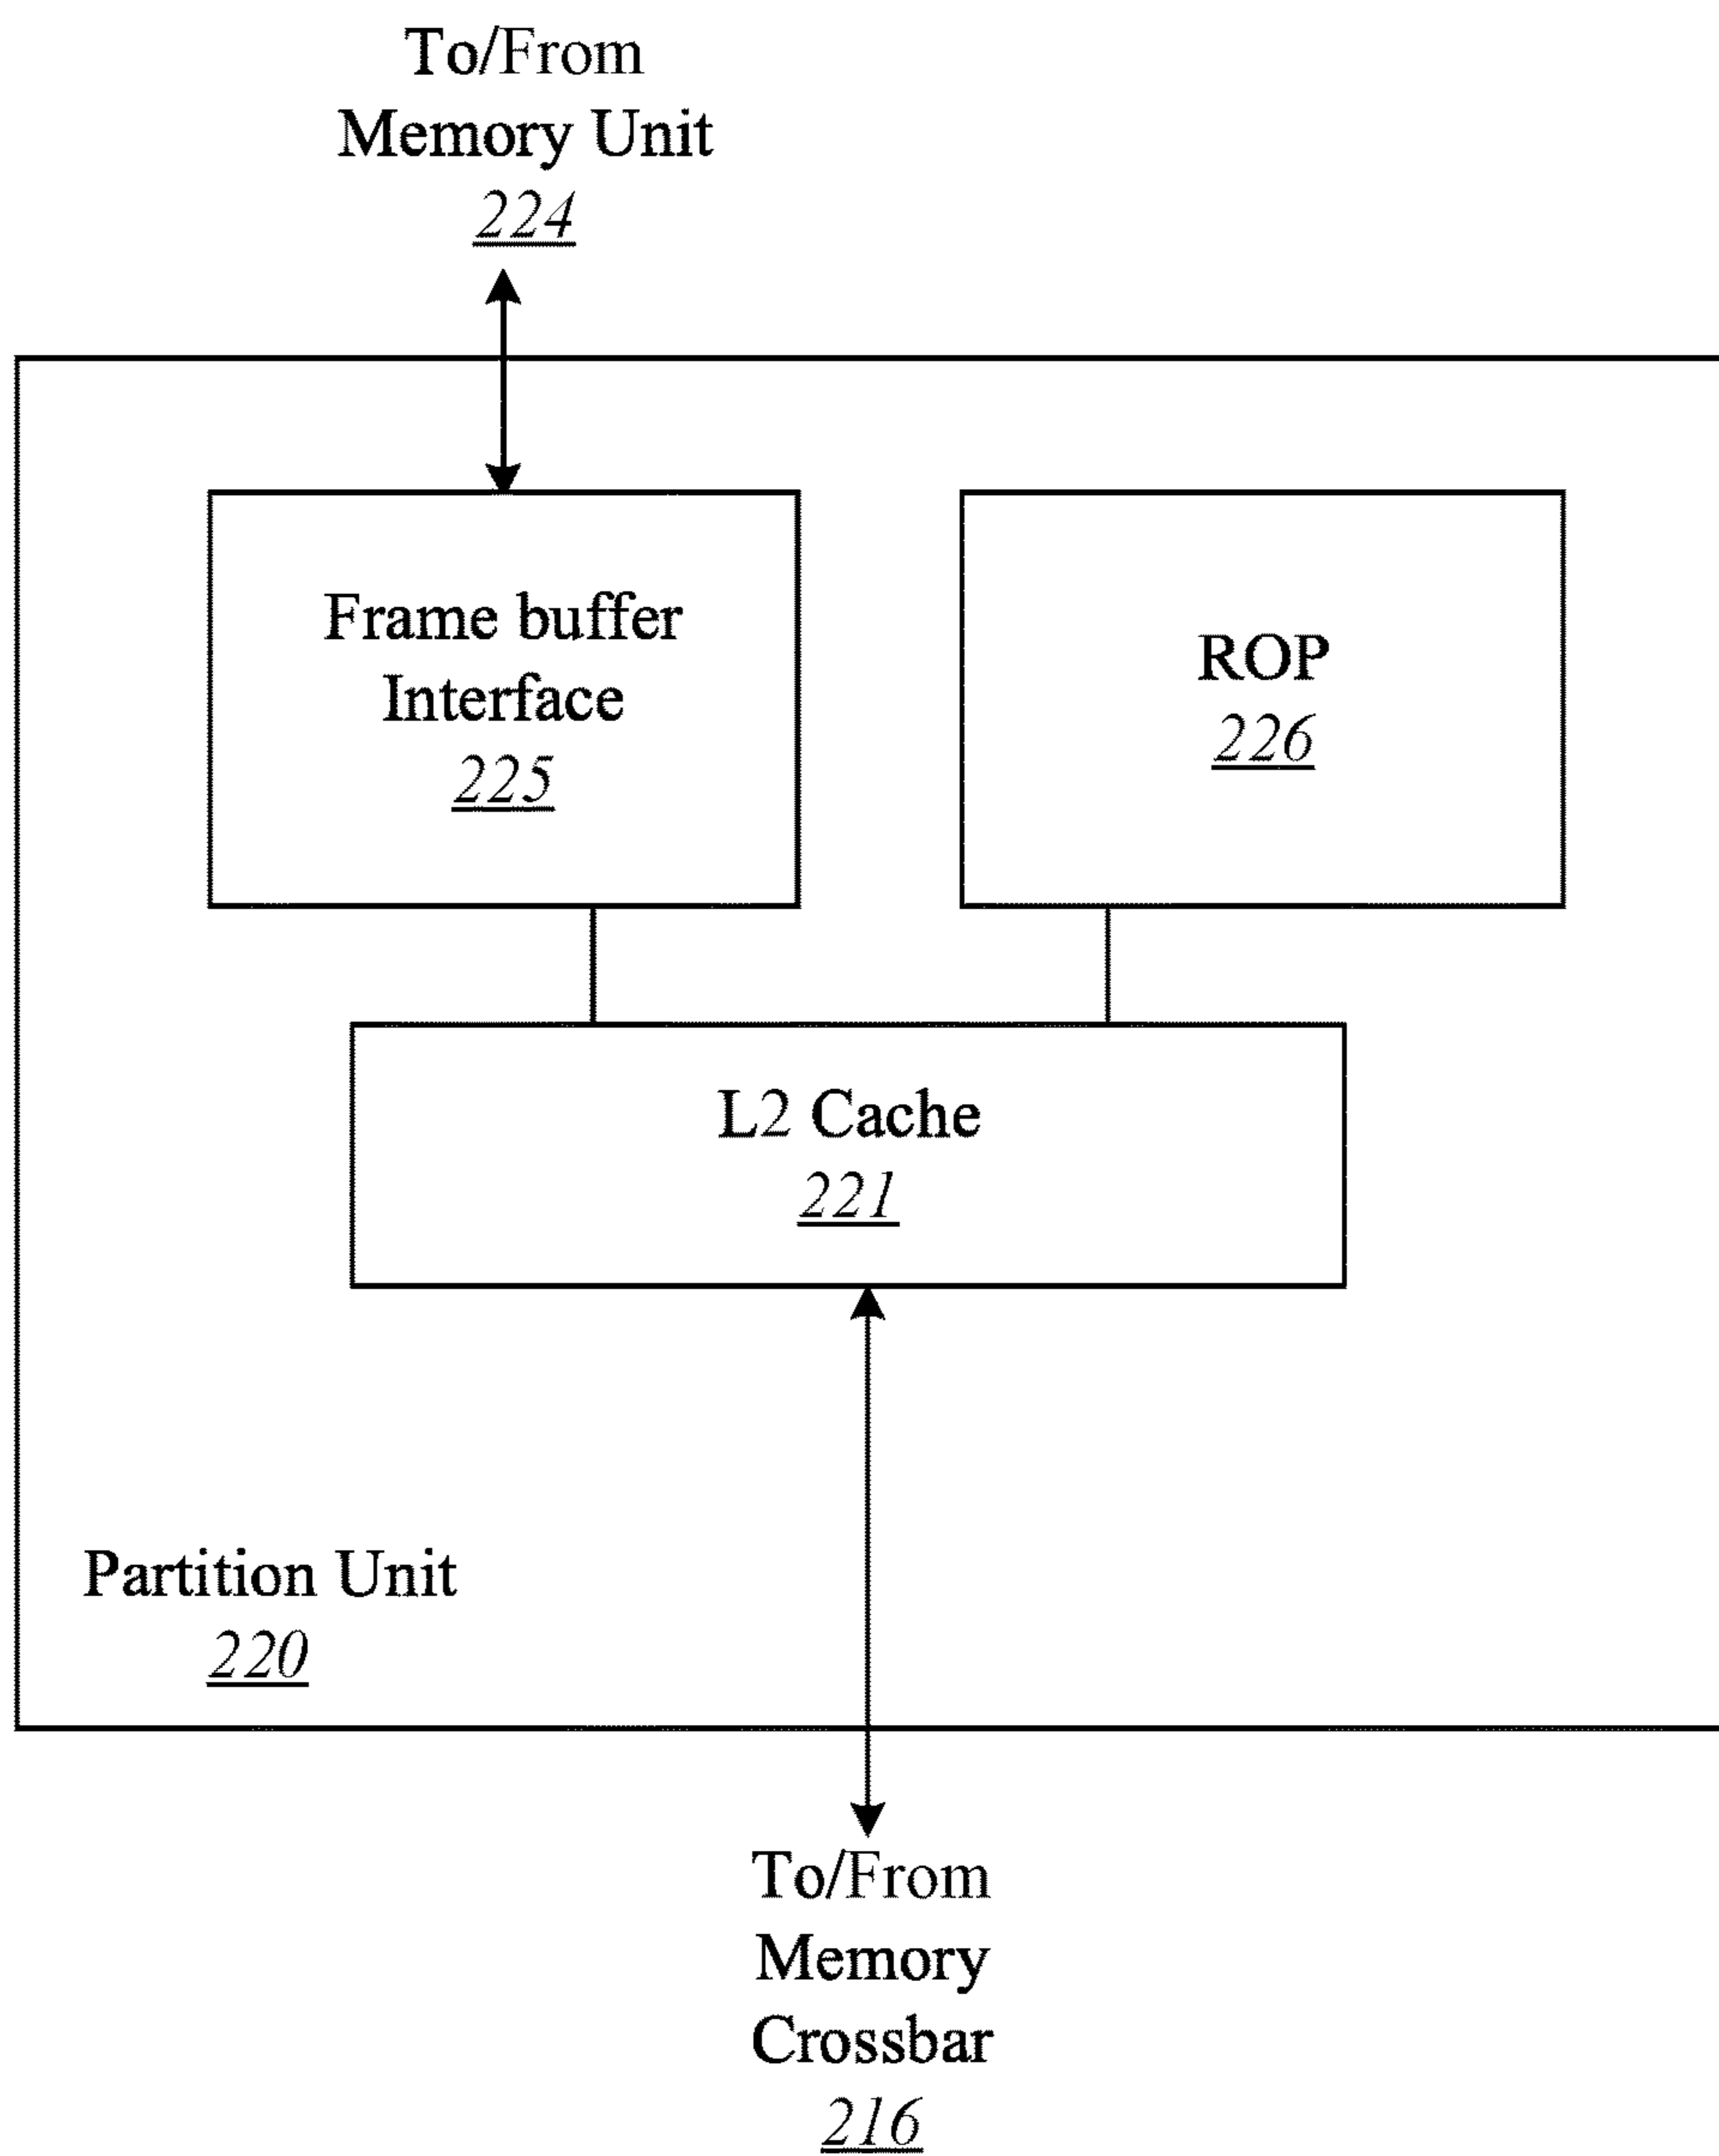 To/From
Memory Unit
224
Frame buffer
Interface
225
ROP
226
L2 Cache
221
Partition Unit
220
To/From
Memory
Crossbar
216